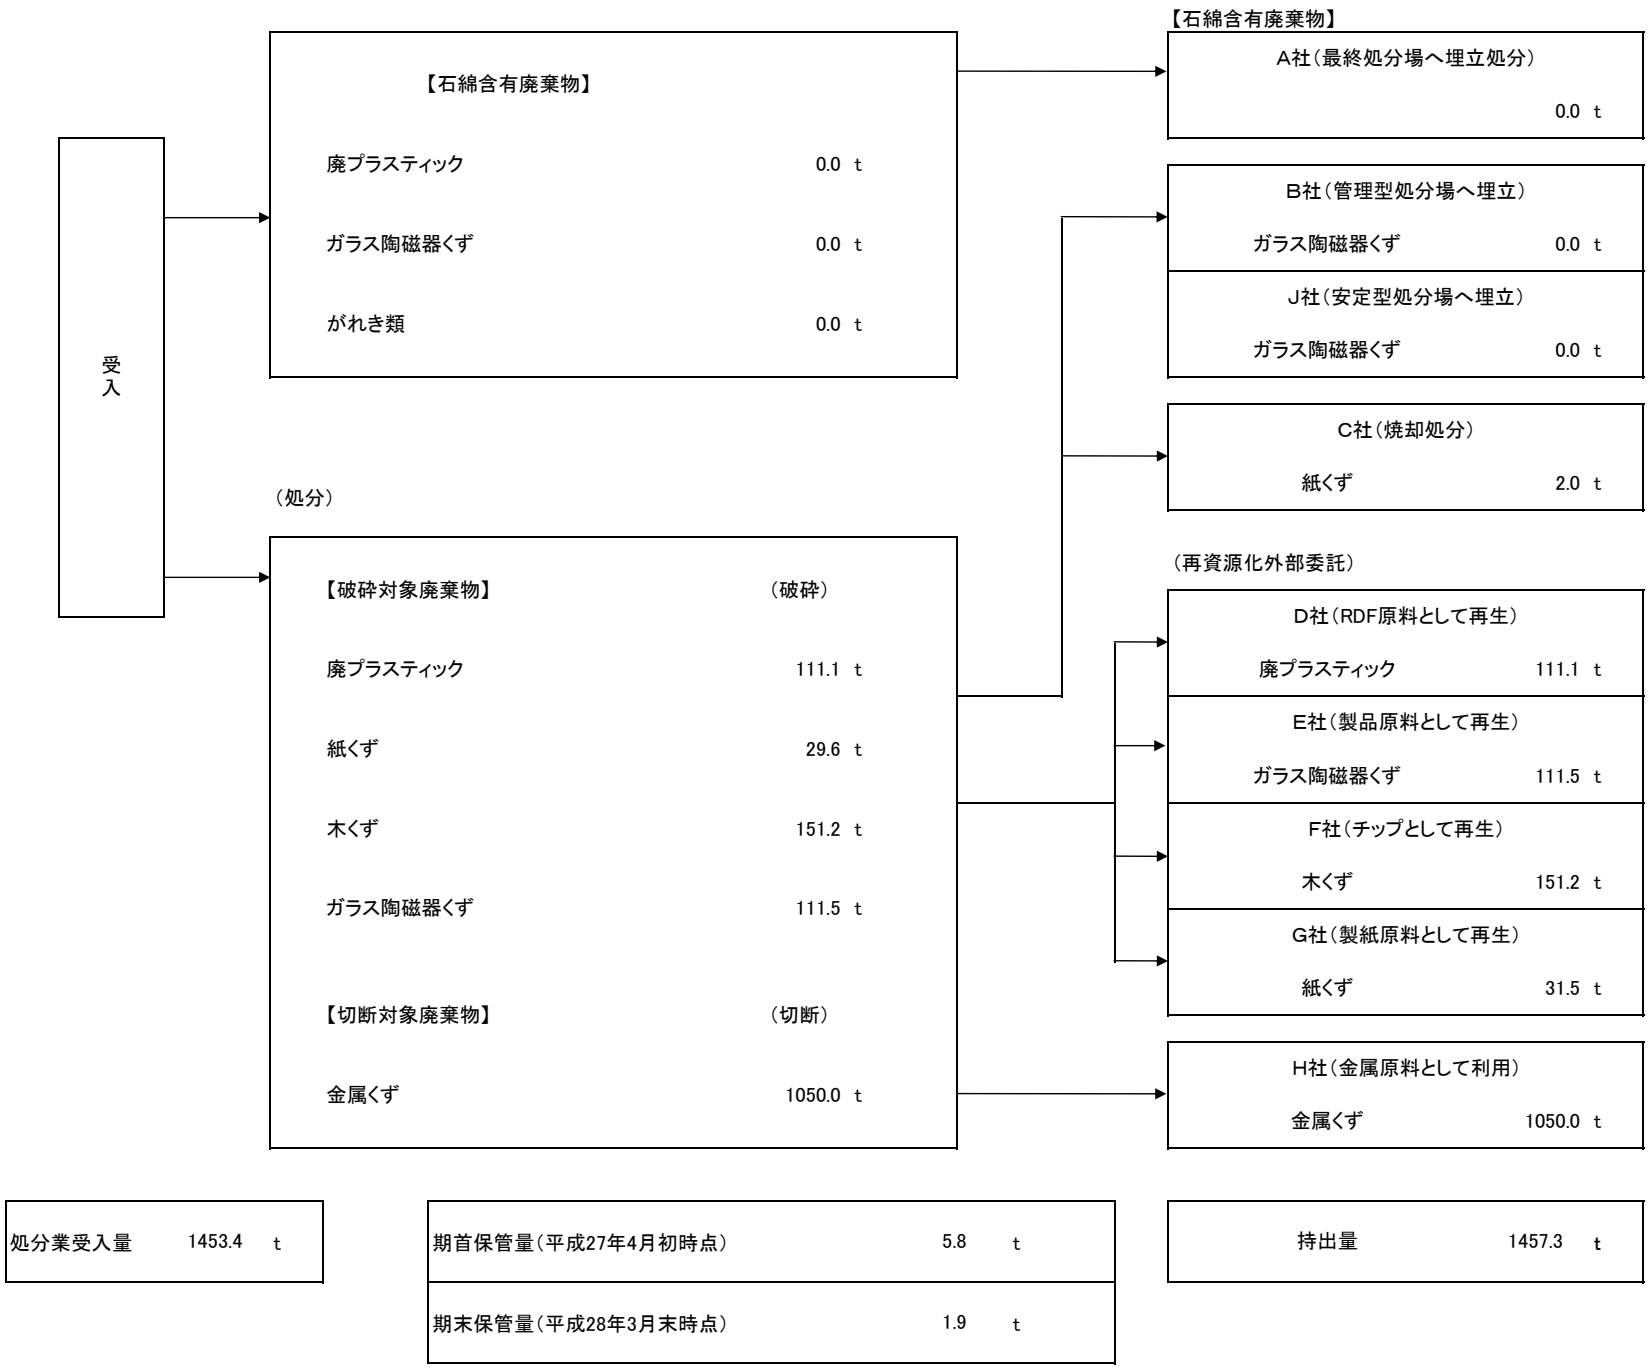 【石綿含有廃棄物】
A社（最終処分場へ埋立処分）
0.0 t
【石綿含有廃棄物】
廃プラスティック 0.0 t
ガラス陶磁器くず 0.0 t
がれき類 0.0 t
受入
B社（管理型処分場へ埋立）
ガラス陶磁器くず 0.0 t
J社（安定型処分場へ埋立）
ガラス陶磁器くず 0.0 t
C社（焼却処分）
紙くず 2.0 t
（処分）
【破砕対象廃棄物】 （破砕）
廃プラスティック 111.1 t
紙くず 29.6 t
木くず 151.2 t
ガラス陶磁器くず 111.5 t
【切断対象廃棄物】 （切断）
金属くず 1050.0 t
（再資源化外部委託）
D社（RDF原料として再生）
廃プラスティック 111.1 t
E社（製品原料として再生）
ガラス陶磁器くず 111.5 t
F社（チップとして再生）
木くず 151.2 t
G社（製紙原料として再生）
紙くず 31.5 t
H社（金属原料として利用）
金属くず 1050.0 t
処分業受入量 1453.4 t
期首保管量（平成27年4月初時点） 5.8 t
期末保管量（平成28年3月末時点） 1.9 t
持出量 1457.3 t